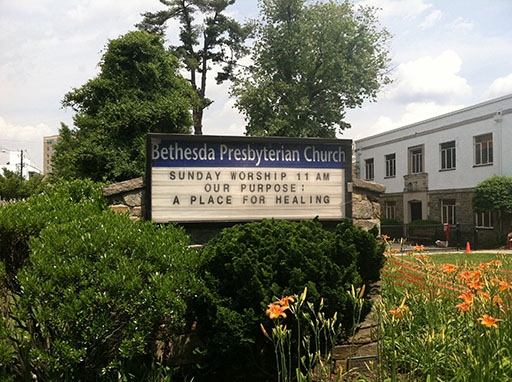 Bethesda Presbyterian Church
SUNDAY WORSHIP 11 AM
OUR PURPOSE:
A PLACE FOR HEALING